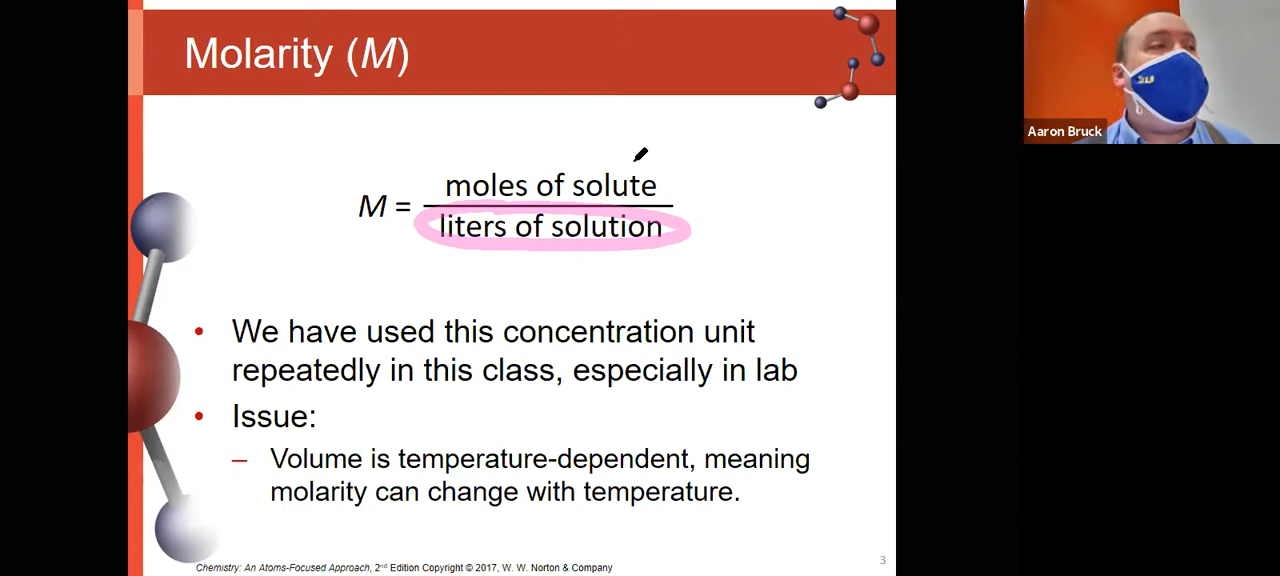 Molarity (M)
moles of solute
M =
liters of solution
• We have used this concentration unit
repeatedly in this class, especially in lab
• Issue:
– Volume is temperature-dependent, meaning
molarity can change with temperature.
Chemistry: An Atoms-Focused Approach, 2nd Edition Copyright © 2017, W. W. Norton & Company
3
Aaron Bruck